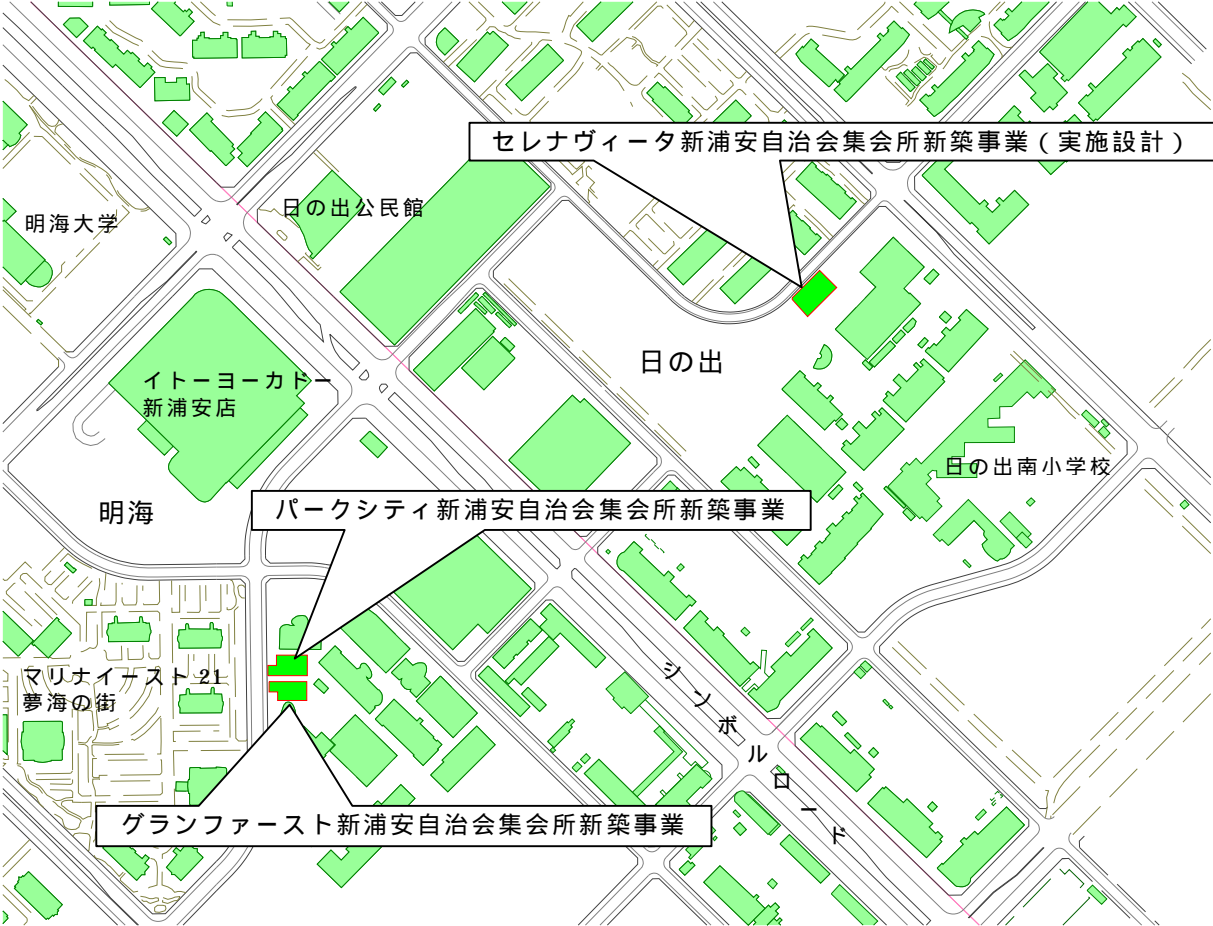 セレナヴィータ新浦安自治会集会所新築事業(実施設計)
日の出公民館
明海大学
日の出
イトーヨーカドー
新浦安店
日の出南小学校
明海
パークシティ新浦安自治会集会所新築事業
マリナイースト21
夢海の街
シンボルロード
グランファースト新浦安自治会集会所新築事業